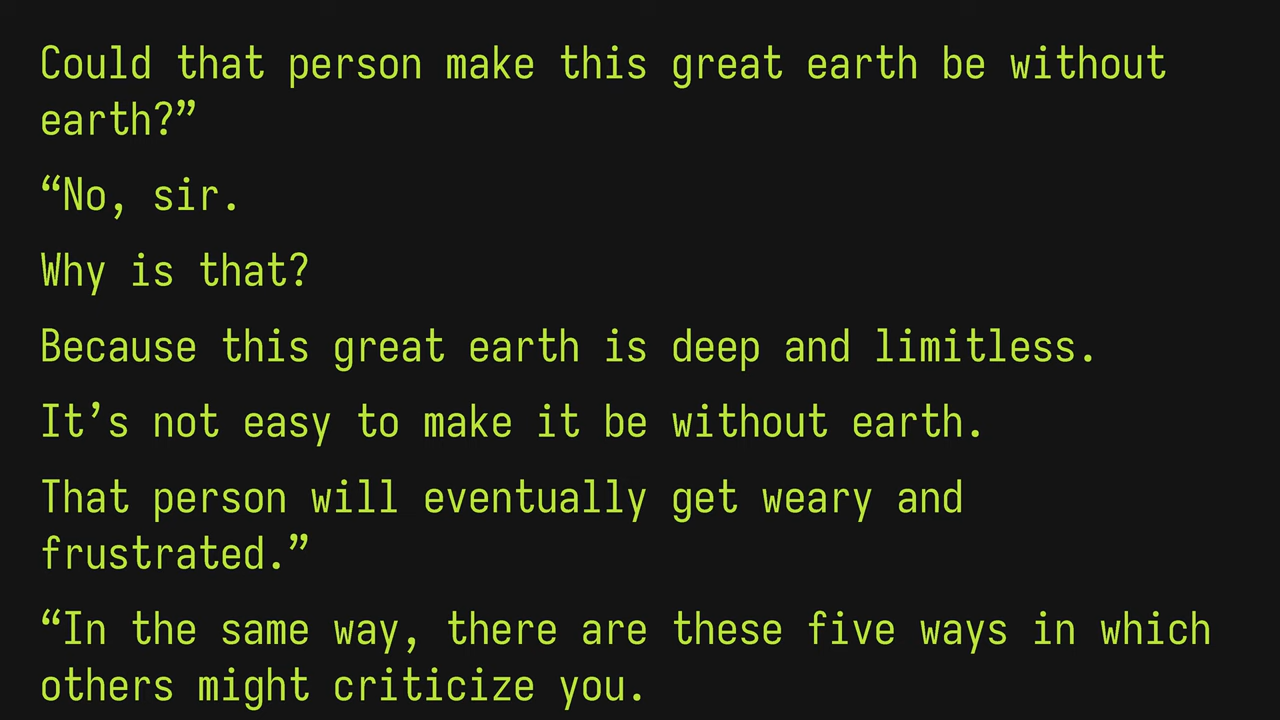 Could that person make this great earth be without
earth?”
“No, sir.
Why is that?
Because this great earth is deep and limitless.
It’s not easy to make it be without earth.
That person will eventually get weary and
frustrated.”
“In the same way, there are these five ways in which
others might criticize you.